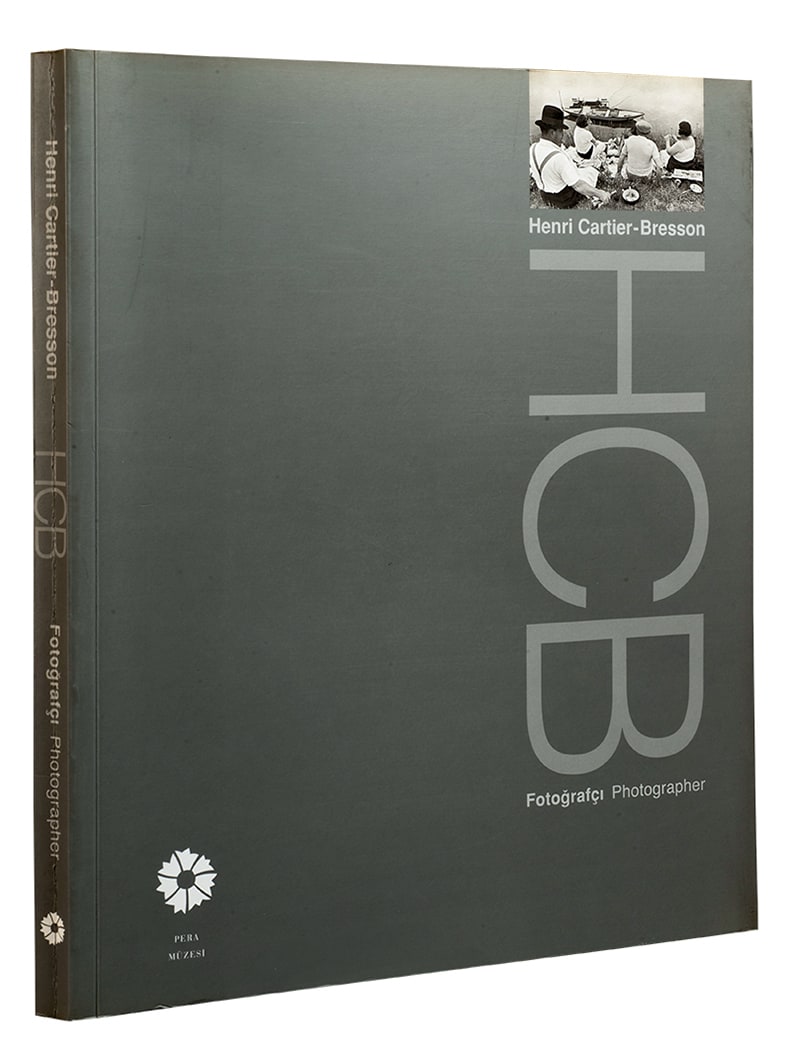 Henri Cartier-Bresson
HCB
Fotoğrafçı Photographer
Henri Cartier-Bresson
HCB
Fotoğrafçı Photographer
PERA
MÜZESİ